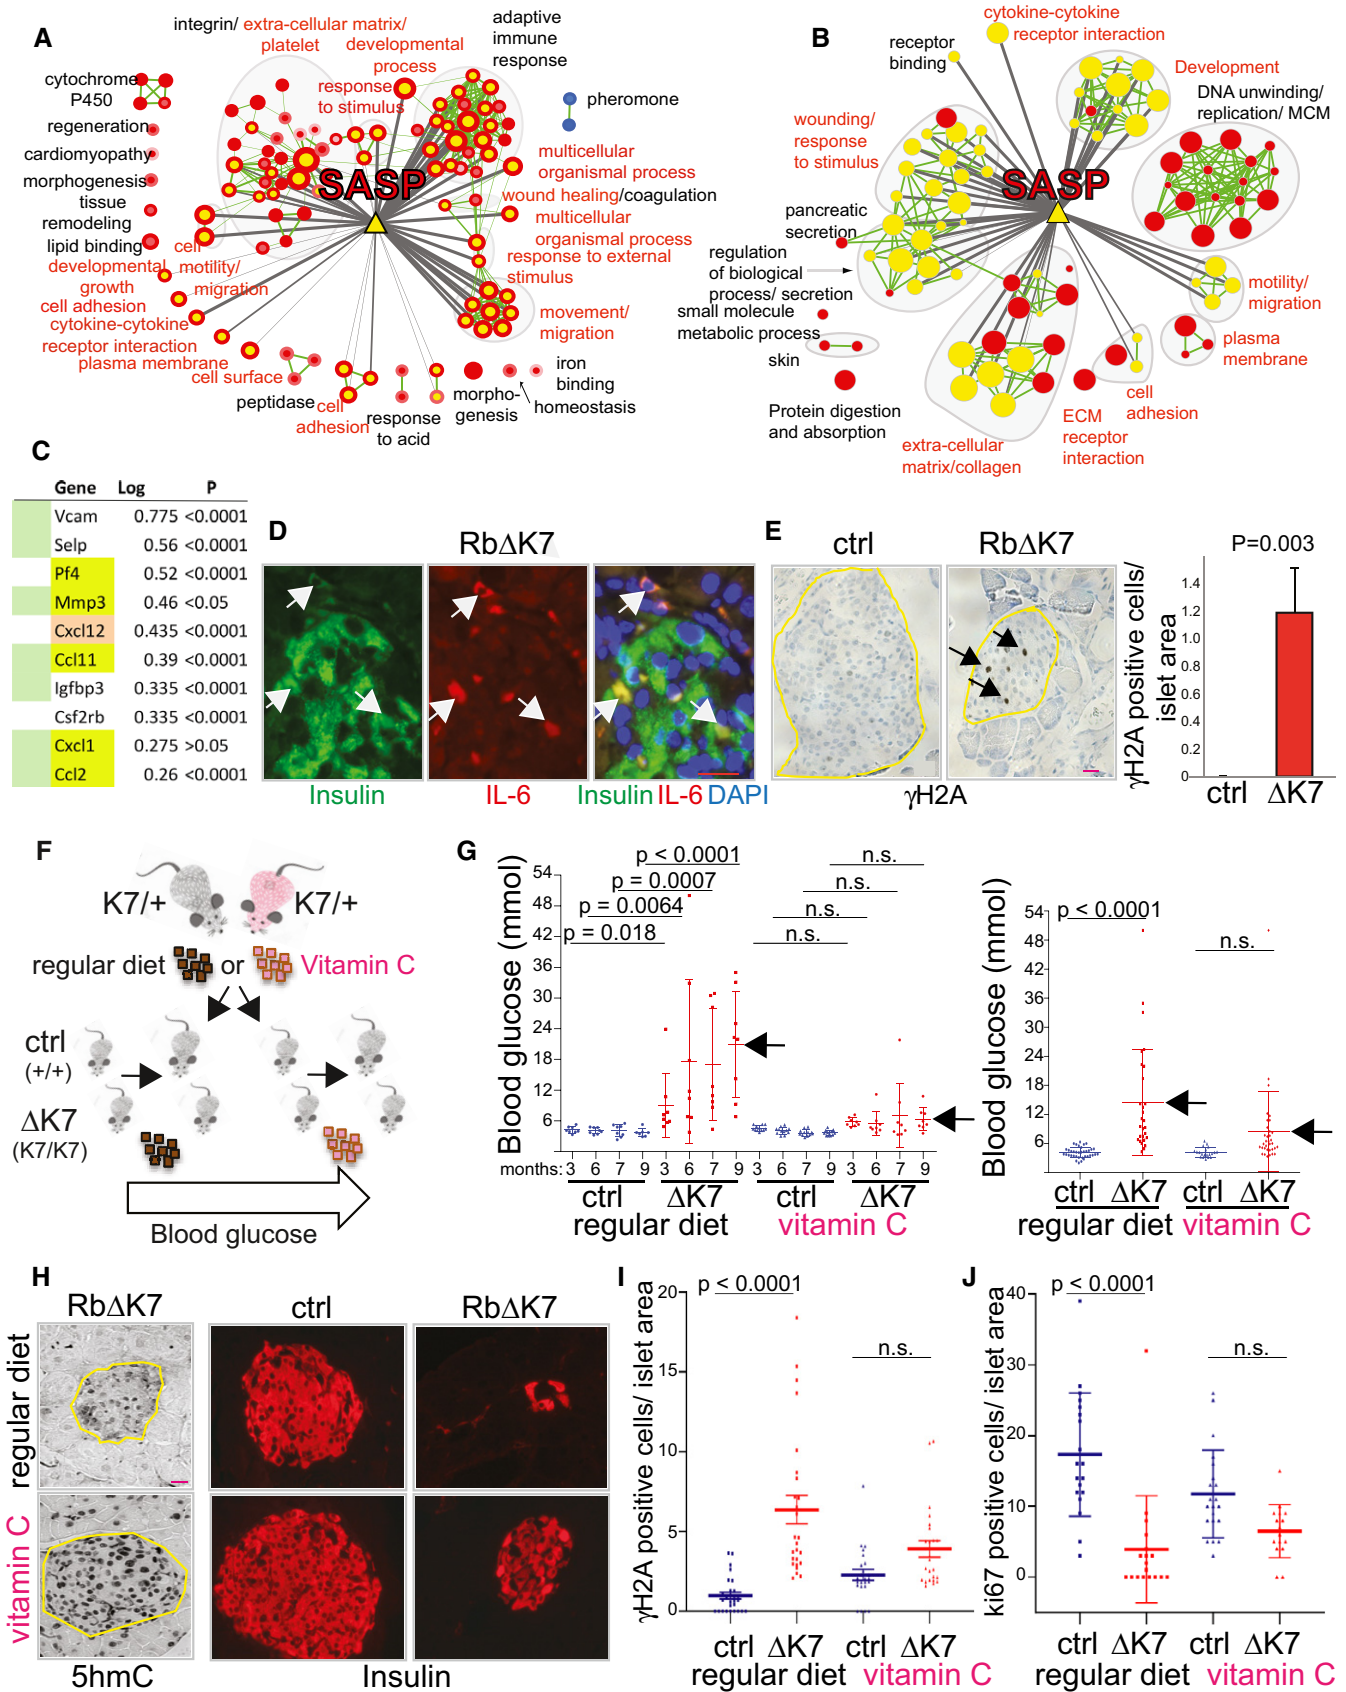 A
integrin/ extra-cellular matrix/
platelet
developmental
process
response
to stimulus
adaptive
immune
response
cytochrome
P450
regeneration
cardiomyopathy
morphogenesis
tissue
remodeling
lipid binding
developmental
growth
cell
motility/
migration
cell adhesion
cytokine-cytokine
receptor interaction
plasma membrane
cell surface
peptidase
cell
adhesion
response
to acid
morpho-
genesis
iron
binding
homeostasis
pheromone
multicellular
organismal process
wound healing/coagulation
multicellular
organismal process
response to external
stimulus
movement/
migration
SASP
B
cytokine-cytokine
receptor interaction
receptor
binding
Development
DNA unwinding/
replication/ MCM
wounding/
response
to stimulus
SASP
pancreatic
secretion
regulation
of biological
process/ secretion
small molecule
metabolic process
skin
Protein digestion
and absorption
extra-cellular
matrix/collagen
ECM
receptor
interaction
cell
adhesion
plasma
membrane
motility/
migration
C
Gene Log P
Vcam 0.775 <0.0001
Selp 0.56 <0.0001
Pf4 0.52 <0.0001
Mmp3 0.46 <0.05
Cxcl12 0.435 <0.0001
Ccl11 0.39 <0.0001
Igfbp3 0.335 <0.0001
Csf2rb 0.335 <0.0001
Cxcl1 0.275 >0.05
Ccl2 0.26 <0.0001
D
RbΔK7
Insulin
IL-6
Insulin IL-6 DAPI
E
ctrl
RbΔK7
γH2A
P=0.003
γH2A positive cells/
islet area
1.4
1.2
1.0
0.8
0.6
0.4
0.2
0
ctrl ΔK7
F
K7/+
K7/+
regular diet or Vitamin C
ctrl
(+/+)
ΔK7
(K7/K7)
Blood glucose
G
Blood glucose (mmol)
54
48
42
36
30
24
18
12
6
p < 0.0001
p = 0.0007
p = 0.0064
p = 0.018
n.s.
n.s.
n.s.
n.s.
months: 3 6 7 9 3 6 7 9 3 6 7 9 3 6 7 9
ctrl ΔK7 ctrl ΔK7
regular diet vitamin C
Blood glucose (mmol)
54
48
42
36
30
24
18
12
6
p < 0.0001
n.s.
ctrl ΔK7 ctrl ΔK7
regular diet vitamin C
H
RbΔK7
ctrl
RbΔK7
regular diet
vitamin C
5hmC
Insulin
I
γH2A positive cells/ islet area
20
15
10
5
0
p < 0.0001
n.s.
ctrl ΔK7 ctrl ΔK7
regular diet vitamin C
J
ki67 positive cells/ islet area
40
30
20
10
0
p < 0.0001
n.s.
ctrl ΔK7 ctrl ΔK7
regular diet vitamin C